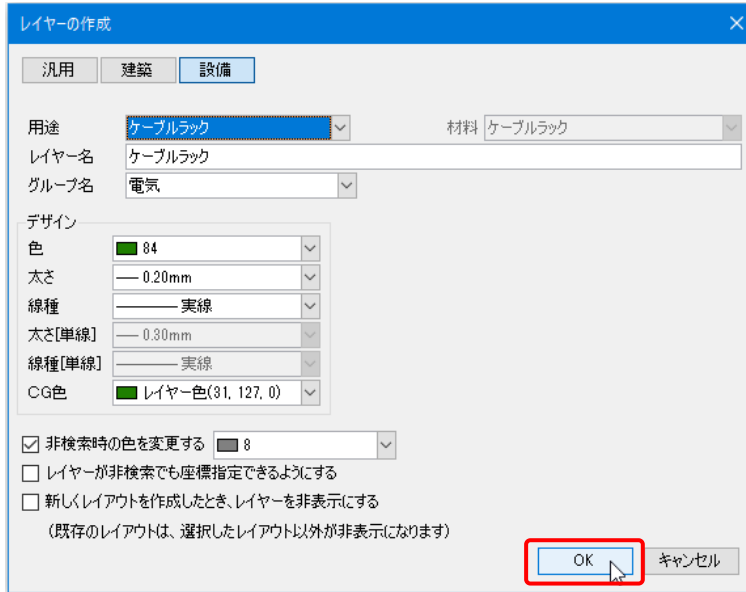 レイヤーの作成
汎用 建築 設備
用途 ケーブルラック 材料 ケーブルラック
レイヤー名 ケーブルラック
グループ名 電気
デザイン
色 84
太さ 0.20mm
線種 実線
太さ[単線] 0.30mm
線種[単線] 実線
CG色 レイヤー色(31, 127, 0)
非検索時の色を変更する 8
レイヤーが非検索でも座標指定できるようにする
新しくレイアウトを作成したとき、レイヤーを非表示にする
(既存のレイアウトは、選択したレイアウト以外が非表示になります)
OK キャンセル